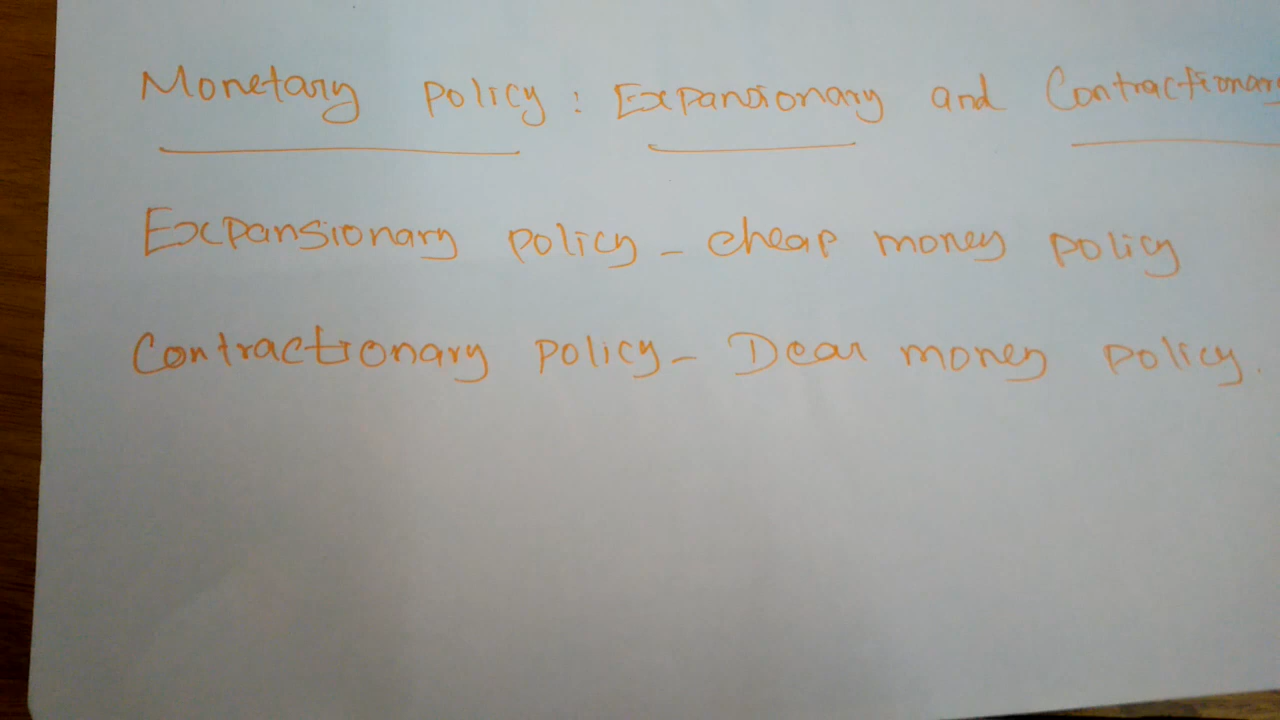 Monetary policy : Expansionary and Contractionary
Expansionary policy - cheap money policy
Contractionary policy - Dear money policy.